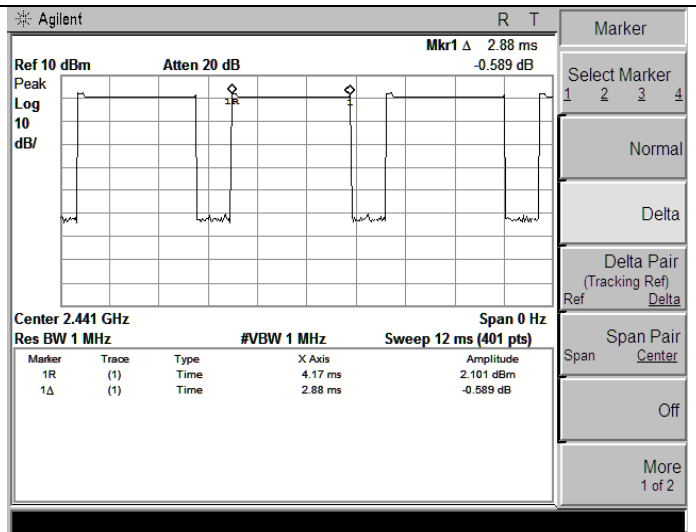 Agilent R T
Mkr1 Δ 2.88 ms
Ref 10 dBm Atten 20 dB -0.589 dB
Peak
Log
10
dB/
1R
1
Center 2.441 GHz Span 0 Hz
Res BW 1 MHz #VBW 1 MHz Sweep 12 ms (401 pts)
Marker Trace Type X Axis Amplitude
1R (1) Time 4.17 ms 2.101 dBm
1Δ (1) Time 2.88 ms -0.589 dB
Marker
Select Marker
1 2 3 4
Normal
Delta
Delta Pair
(Tracking Ref)
Ref Delta
Span Pair
Span Center
Off
More
1 of 2